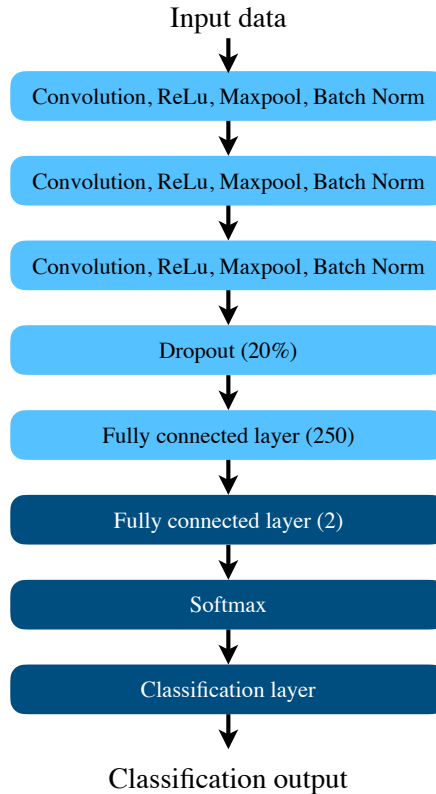 Input data
Convolution, ReLu, Maxpool, Batch Norm
Convolution, ReLu, Maxpool, Batch Norm
Convolution, ReLu, Maxpool, Batch Norm
Dropout (20%)
Fully connected layer (250)
Fully connected layer (2)
Softmax
Classification layer
Classification output